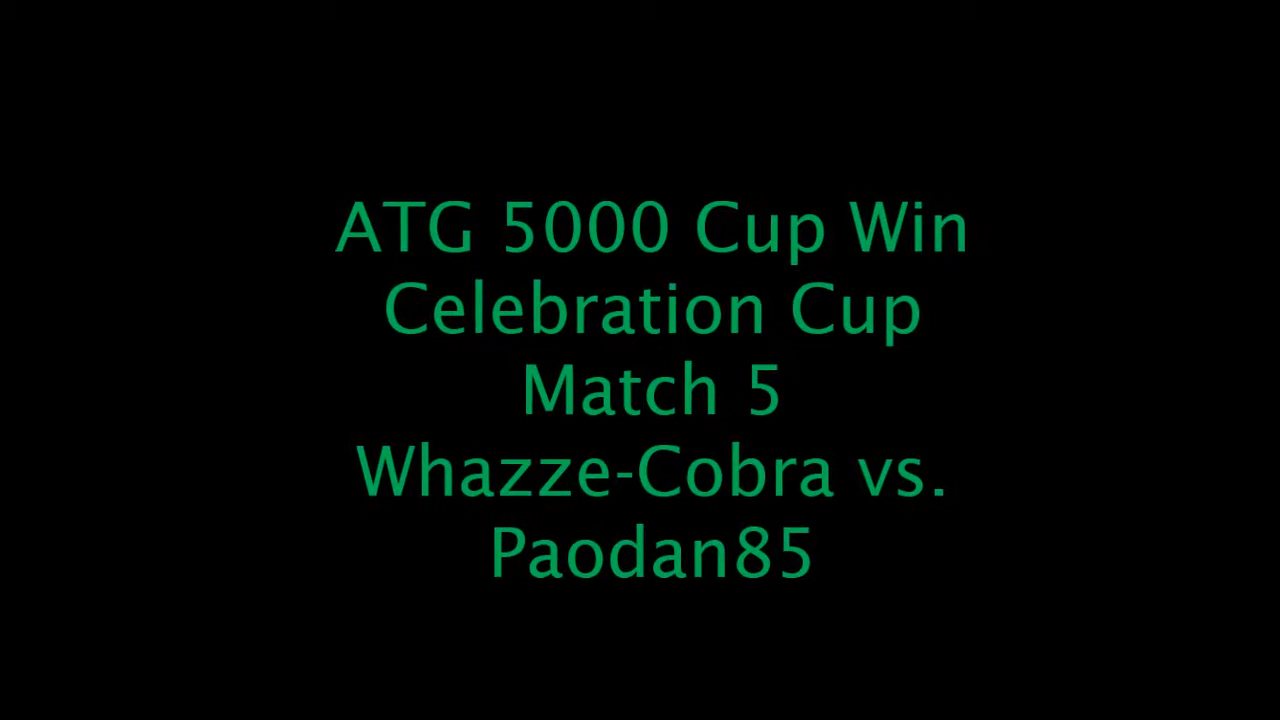 ATG 5000 Cup Win
Celebration Cup
Match 5
Whazze-Cobra vs.
Paodan85